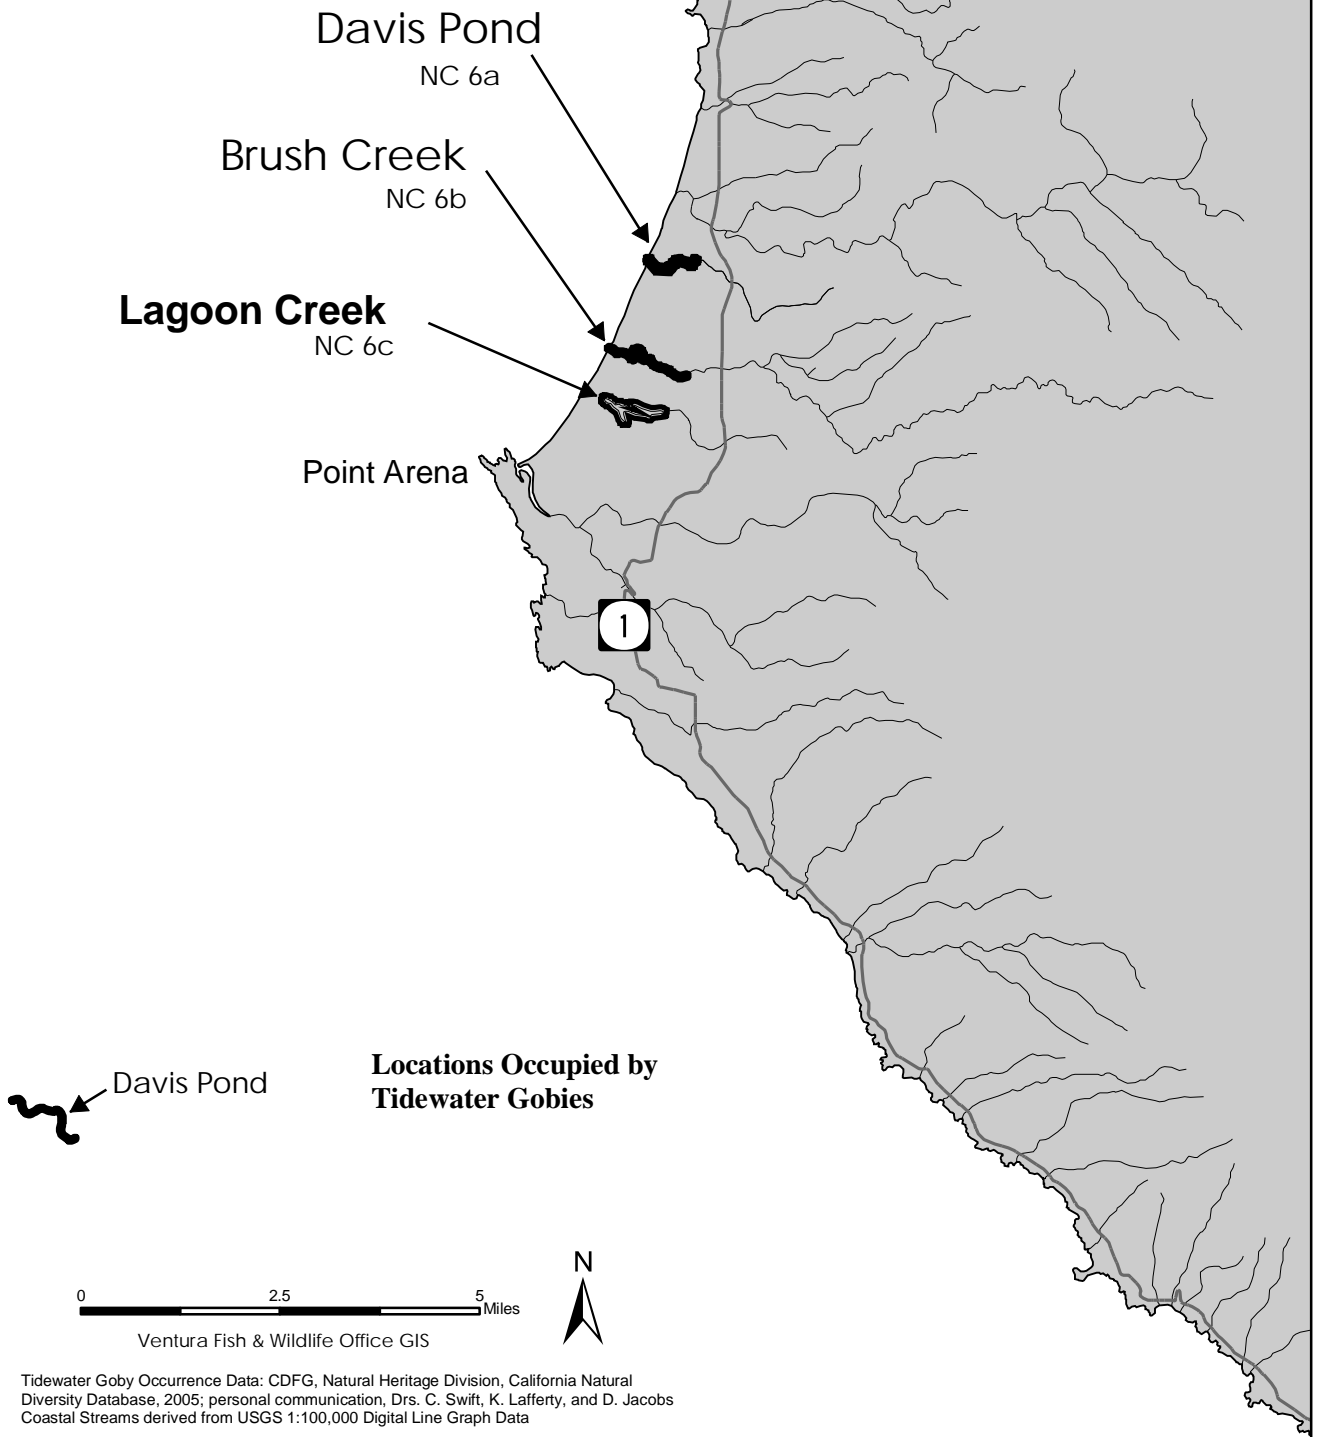 Davis Pond
NC 6a
Brush Creek
NC 6b
Lagoon Creek
NC 6c
Point Arena
1
Davis Pond
Locations Occupied by
Tidewater Gobies
N
0 2.5 5
Miles
Ventura Fish & Wildlife Office GIS
Tidewater Goby Occurrence Data: CDFG, Natural Heritage Division, California Natural
Diversity Database, 2005; personal communication, Drs. C. Swift, K. Lafferty, and D. Jacobs
Coastal Streams derived from USGS 1:100,000 Digital Line Graph Data